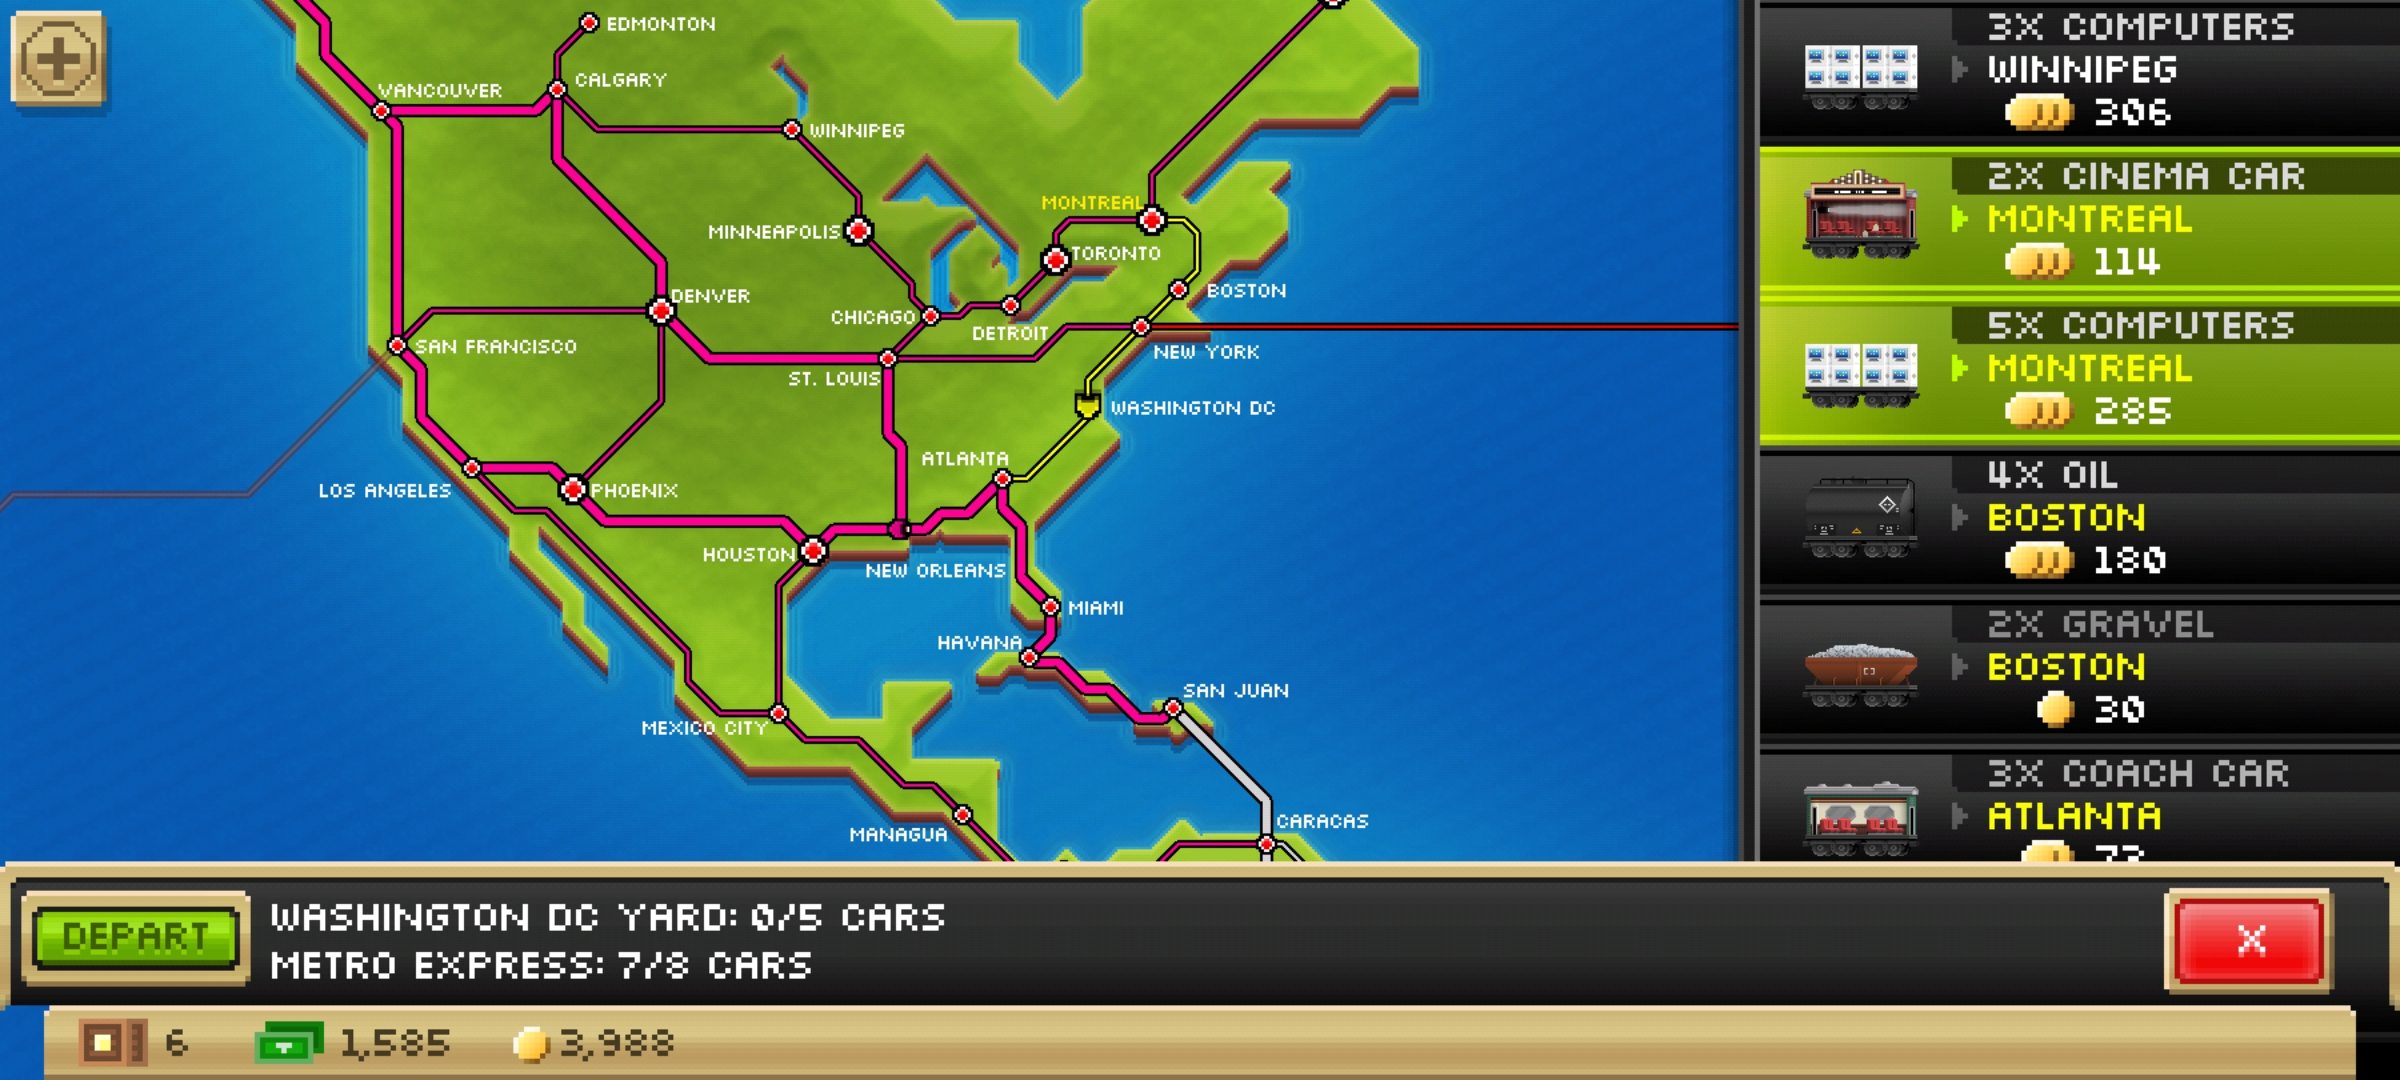 EDMONTON
CALGARY
VANCOUVER
WINNIPEG
MONTREAL
MINNEAPOLIS
TORONTO
DENVER
BOSTON
CHICAGO
DETROIT
SAN FRANCISCO
NEW YORK
ST. LOUIS
WASHINGTON DC
ATLANTA
LOS ANGELES
PHOENIX
HOUSTON
NEW ORLEANS
MIAMI
HAVANA
SAN JUAN
MEXICO CITY
CARACAS
MANAGUA
3X COMPUTERS
WINNIPEG
306
2X CINEMA CAR
MONTREAL
114
5X COMPUTERS
MONTREAL
285
4X OIL
BOSTON
180
2X GRAVEL
BOSTON
30
3X COACH CAR
ATLANTA
DEPART
WASHINGTON DC YARD: 0/5 CARS
METRO EXPRESS: 7/8 CARS
X
6
1,585
3,988